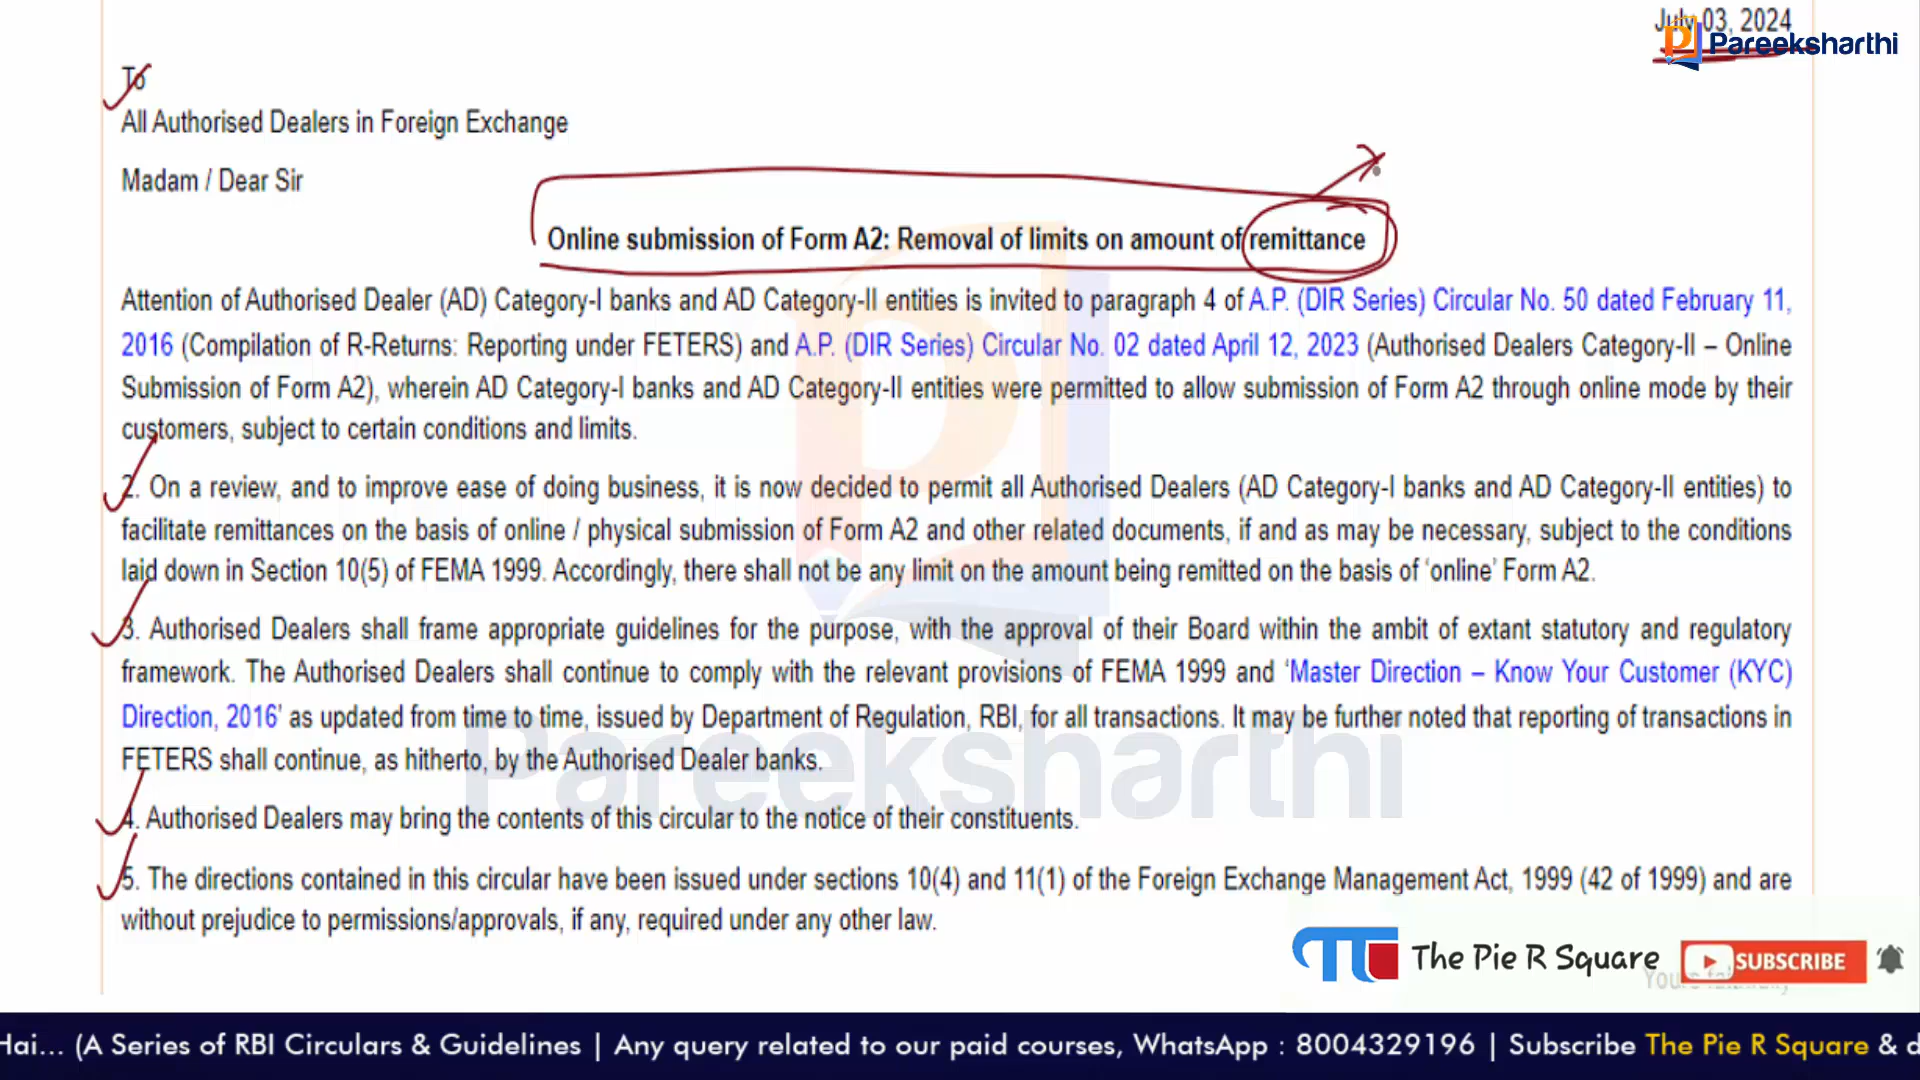 July 03, 2024
Pareeksharthi
To
All Authorised Dealers in Foreign Exchange
Madam / Dear Sir
Online submission of Form A2: Removal of limits on amount of remittance
Attention of Authorised Dealer (AD) Category-I banks and AD Category-II entities is invited to paragraph 4 of A.P. (DIR Series) Circular No. 50 dated February 11,
2016 (Compilation of R-Returns: Reporting under FETERS) and A.P. (DIR Series) Circular No. 02 dated April 12, 2023 (Authorised Dealers Category-II – Online
Submission of Form A2), wherein AD Category-I banks and AD Category-II entities were permitted to allow submission of Form A2 through online mode by their
customers, subject to certain conditions and limits.
2. On a review, and to improve ease of doing business, it is now decided to permit all Authorised Dealers (AD Category-I banks and AD Category-II entities) to
facilitate remittances on the basis of online / physical submission of Form A2 and other related documents, if and as may be necessary, subject to the conditions
laid down in Section 10(5) of FEMA 1999. Accordingly, there shall not be any limit on the amount being remitted on the basis of ‘online’ Form A2.
3. Authorised Dealers shall frame appropriate guidelines for the purpose, with the approval of their Board within the ambit of extant statutory and regulatory
framework. The Authorised Dealers shall continue to comply with the relevant provisions of FEMA 1999 and ‘Master Direction – Know Your Customer (KYC)
Direction, 2016’ as updated from time to time, issued by Department of Regulation, RBI, for all transactions. It may be further noted that reporting of transactions in
FETERS shall continue, as hitherto, by the Authorised Dealer banks.
Pareeksharthi
4. Authorised Dealers may bring the contents of this circular to the notice of their constituents.
5. The directions contained in this circular have been issued under sections 10(4) and 11(1) of the Foreign Exchange Management Act, 1999 (42 of 1999) and are
without prejudice to permissions/approvals, if any, required under any other law.
The Pie R Square
SUBSCRIBE
Hai... (A Series of RBI Circulars & Guidelines | Any query related to our paid courses, WhatsApp : 8004329196 | Subscribe The Pie R Square & d